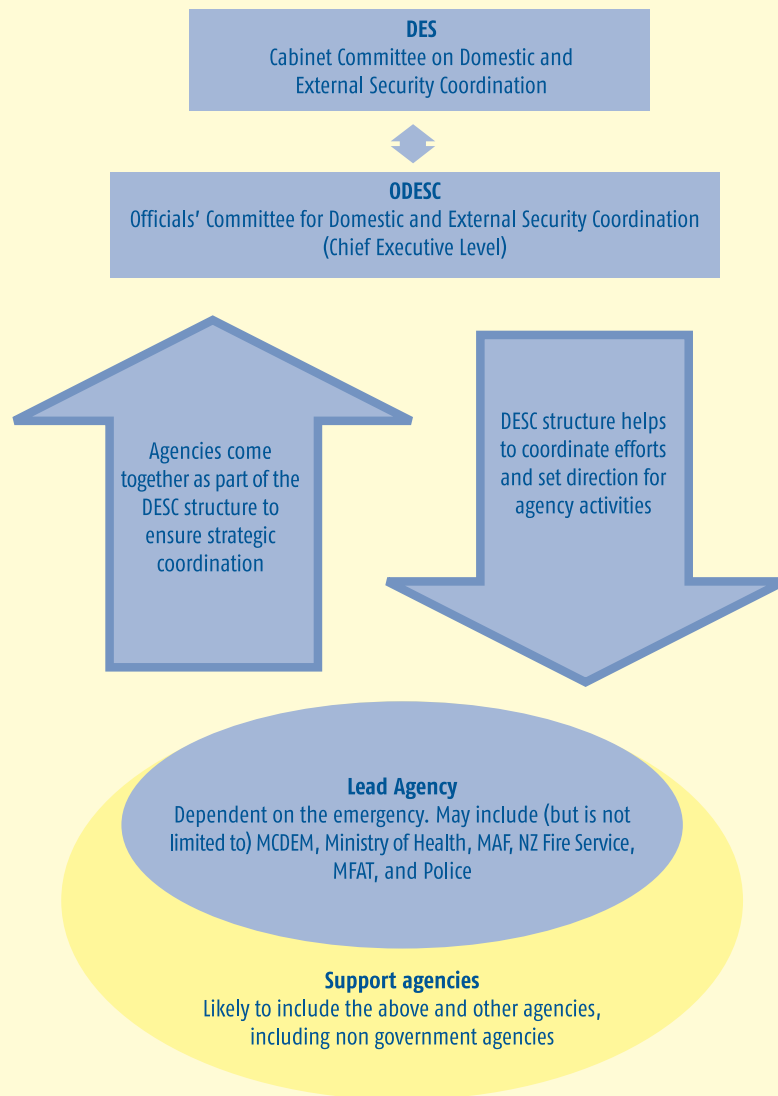 DES
Cabinet Committee on Domestic and
External Security Coordination
ODESC
Officials' Committee for Domestic and External Security Coordination
(Chief Executive Level)
Agencies come
together as part of the
DESC structure to
ensure strategic
coordination
DESC structure helps
to coordinate efforts
and set direction for
agency activities
Lead Agency
Dependent on the emergency. May include (but is not
limited to) MCDEM, Ministry of Health, MAF, NZ Fire Service,
MFAT, and Police
Support agencies
Likely to include the above and other agencies,
including non government agencies